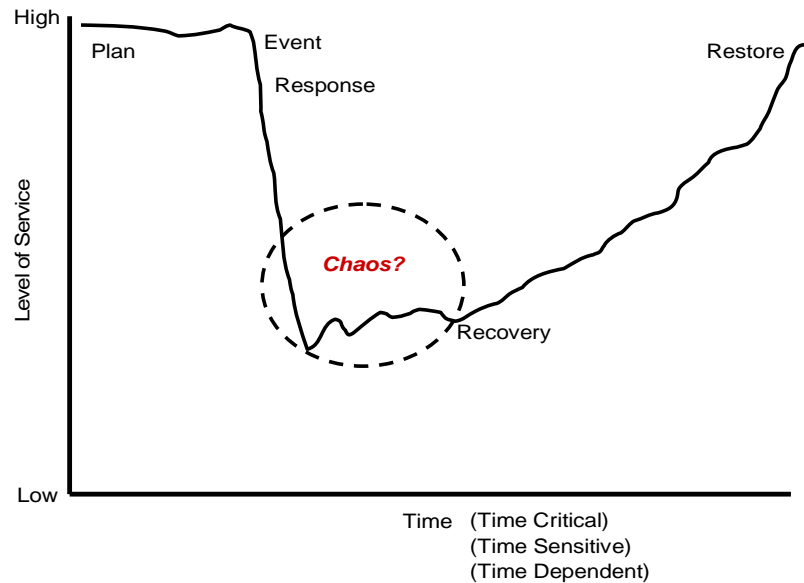 High
Plan
Event
Restore
Response
Level of Service
Chaos?
Recovery
Low
Time (Time Critical)
(Time Sensitive)
(Time Dependent)